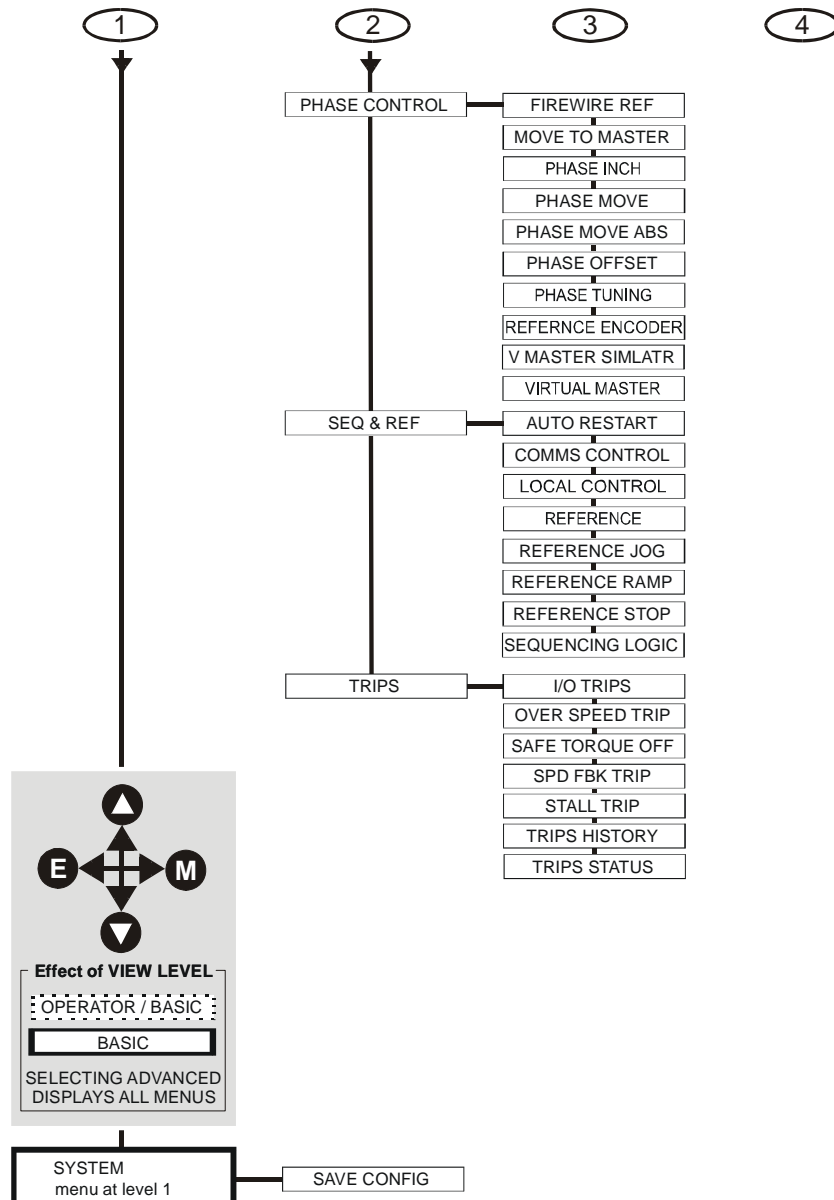 1
2
3
4
PHASE CONTROL
FIREWIRE REF
MOVE TO MASTER
PHASE INCH
PHASE MOVE
PHASE MOVE ABS
PHASE OFFSET
PHASE TUNING
REFERNCE ENCODER
V MASTER SIMLATR
VIRTUAL MASTER
SEQ & REF
AUTO RESTART
COMMS CONTROL
LOCAL CONTROL
REFERENCE
REFERENCE JOG
REFERENCE RAMP
REFERENCE STOP
SEQUENCING LOGIC
TRIPS
I/O TRIPS
OVER SPEED TRIP
SAFE TORQUE OFF
SPD FBK TRIP
STALL TRIP
TRIPS HISTORY
TRIPS STATUS
E
M
Effect of VIEW LEVEL
OPERATOR / BASIC
BASIC
SELECTING ADVANCED
DISPLAYS ALL MENUS
SYSTEM
menu at level 1
SAVE CONFIG